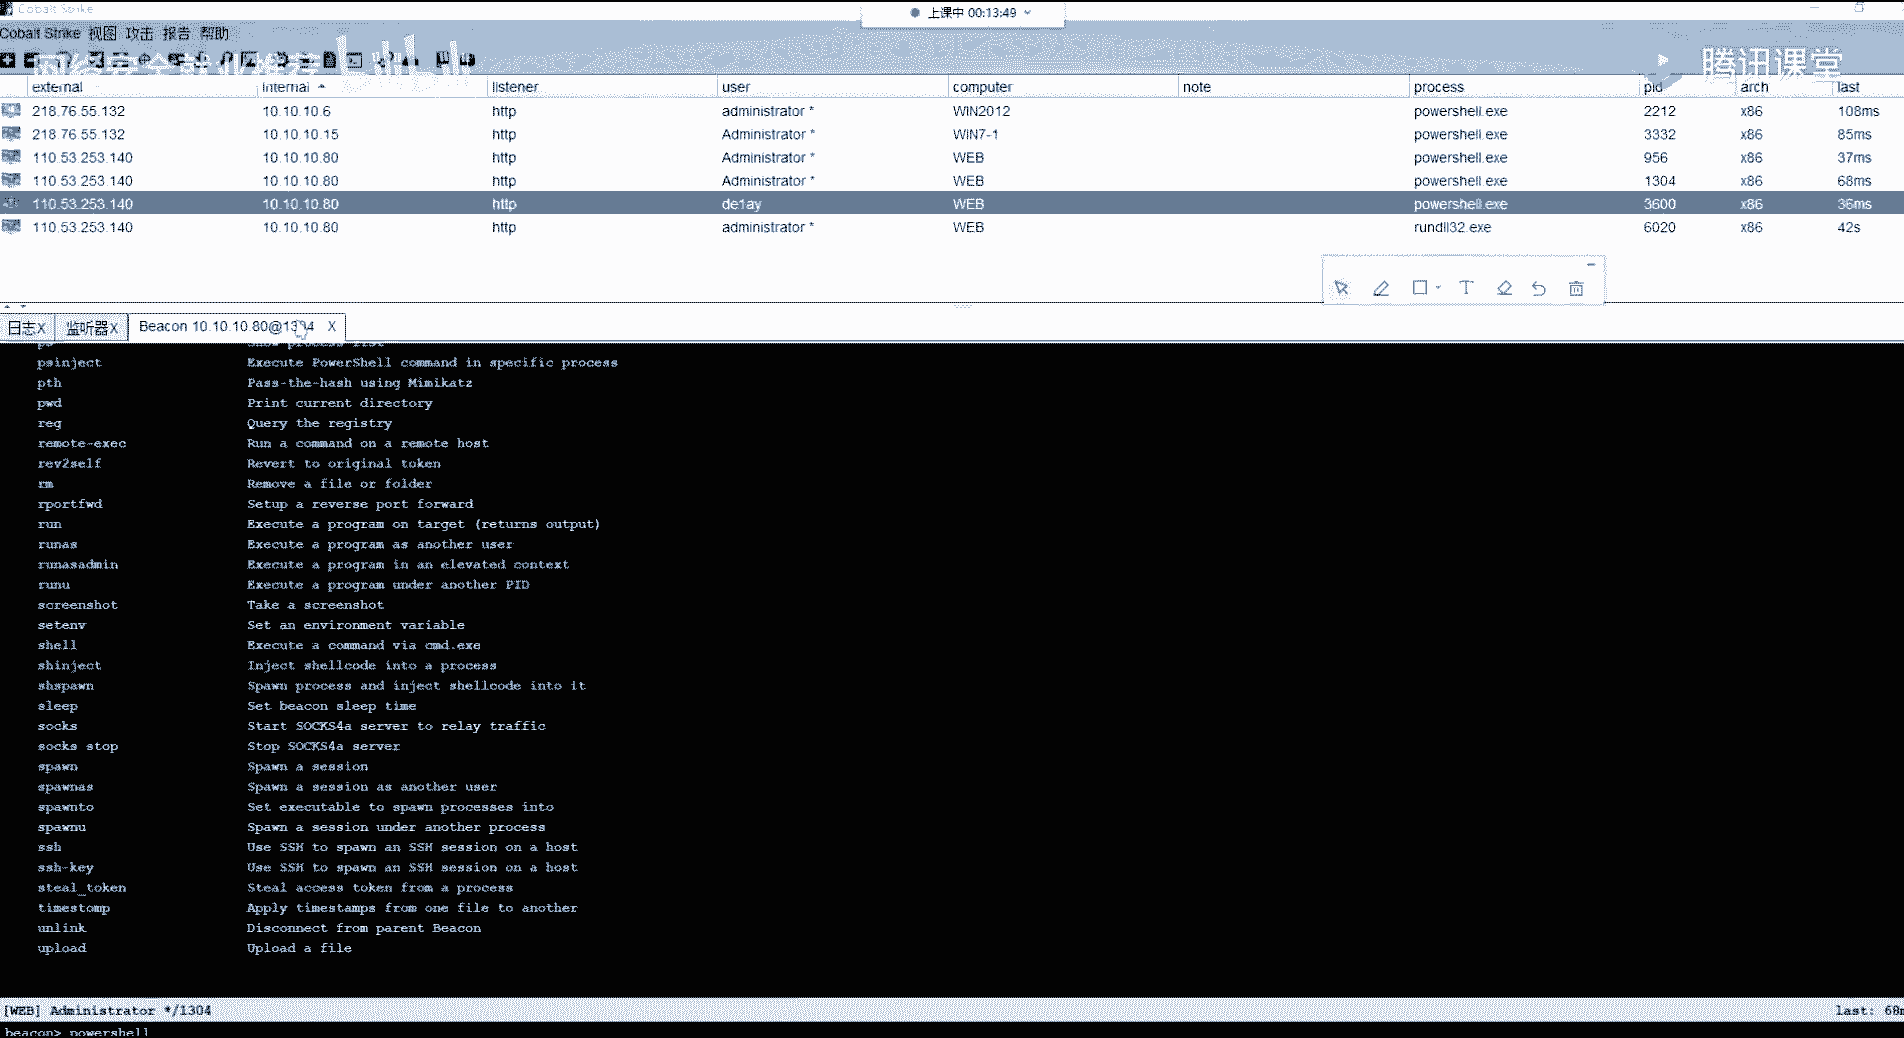 Cobalt Strike
上课中 00:13:49
Cobalt Strike 视图 攻击 报告 帮助
网络安全就业推荐 bilibili
腾讯课堂
external internal listener user computer note process pid arch last
218.76.55.132 10.10.10.6 http administrator * WIN2012 powershell.exe 2212 x86 108ms
218.76.55.132 10.10.10.15 http Administrator * WIN7-1 powershell.exe 3332 x86 85ms
110.53.253.140 10.10.10.80 http Administrator * WEB powershell.exe 956 x86 37ms
110.53.253.140 10.10.10.80 http Administrator * WEB powershell.exe 1304 x86 68ms
110.53.253.140 10.10.10.80 http de1ay WEB powershell.exe 3600 x86 36ms
110.53.253.140 10.10.10.80 http administrator * WEB rundll32.exe 6020 x86 42s
日志X 监听器X Beacon 10.10.10.80@1304 X
ps Show process list
psinject Execute PowerShell command in specific process
pth Pass-the-hash using Mimikatz
pwd Print current directory
reg Query the registry
remote-exec Run a command on a remote host
rev2self Revert to original token
rm Remove a file or folder
rportfwd Setup a reverse port forward
run Execute a program on target (returns output)
runas Execute a program as another user
runasadmin Execute a program in an elevated context
runu Execute a program under another PID
screenshot Take a screenshot
setenv Set an environment variable
shell Execute a command via cmd.exe
shinject Inject shellcode into a process
shspawn Spawn process and inject shellcode into it
sleep Set beacon sleep time
socks Start SOCKS4a server to relay traffic
socks stop Stop SOCKS4a server
spawn Spawn a session
spawnas Spawn a session as another user
spawnto Set executable to spawn processes into
spawnu Spawn a session under another process
ssh Use SSH to spawn an SSH session on a host
ssh-key Use SSH to spawn an SSH session on a host
steal_token Steal access token from a process
timestomp Apply timestamps from one file to another
unlink Disconnect from parent Beacon
upload Upload a file
[WEB] Administrator */1304 last: 68m
beacon> powershell